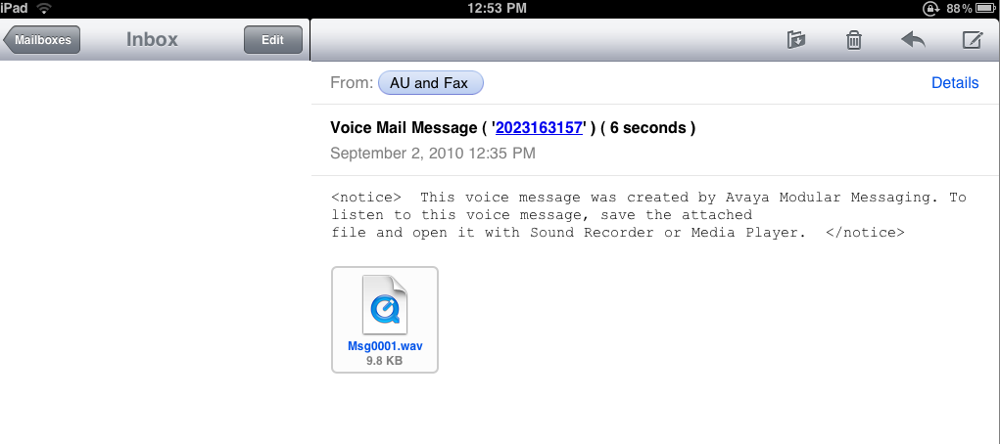 iPad 12:53 PM 88%
Mailboxes Inbox Edit
From: AU and Fax Details
Voice Mail Message ( '2023163157' ) ( 6 seconds )
September 2, 2010 12:35 PM
<notice>  This voice message was created by Avaya Modular Messaging. To
listen to this voice message, save the attached
file and open it with Sound Recorder or Media Player.  </notice>
Msg0001.wav
9.8 KB